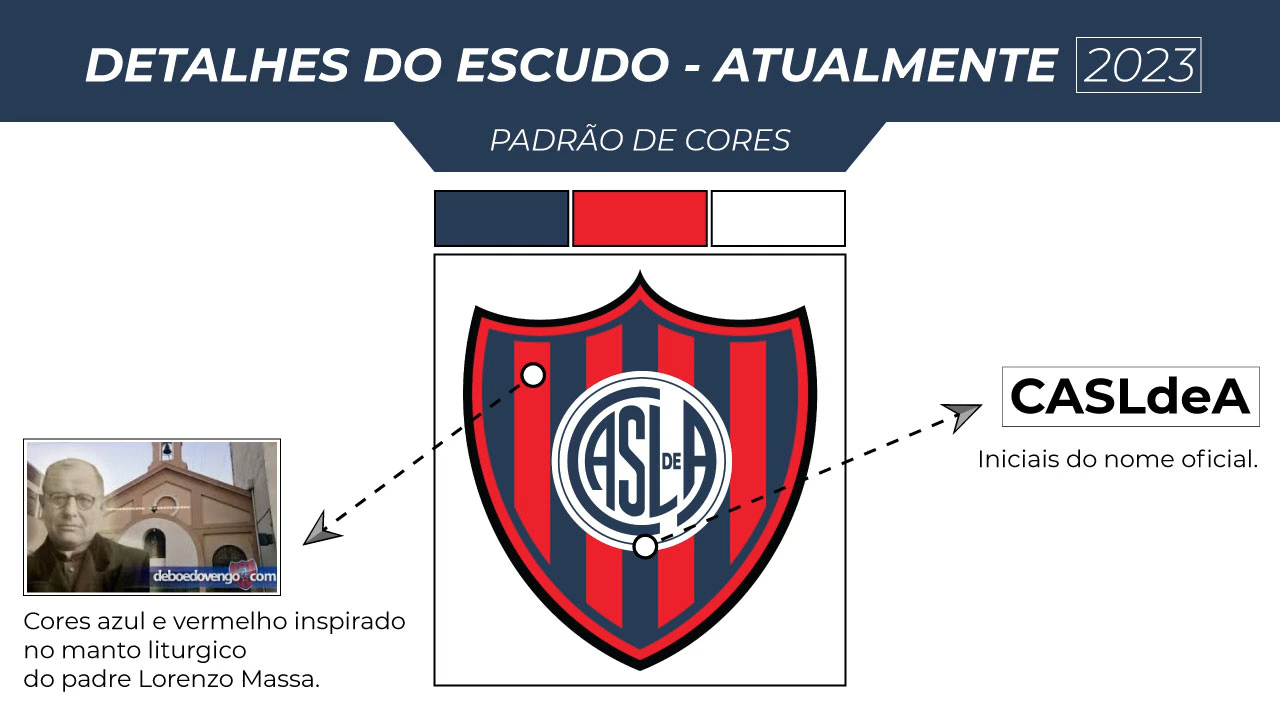 DETALHES DO ESCUDO - ATUALMENTE 2023
PADRÃO DE CORES
CASLDEA
CASLdeA
Iniciais do nome oficial.
deboedovengo com
Cores azul e vermelho inspirado
no manto liturgico
do padre Lorenzo Massa.